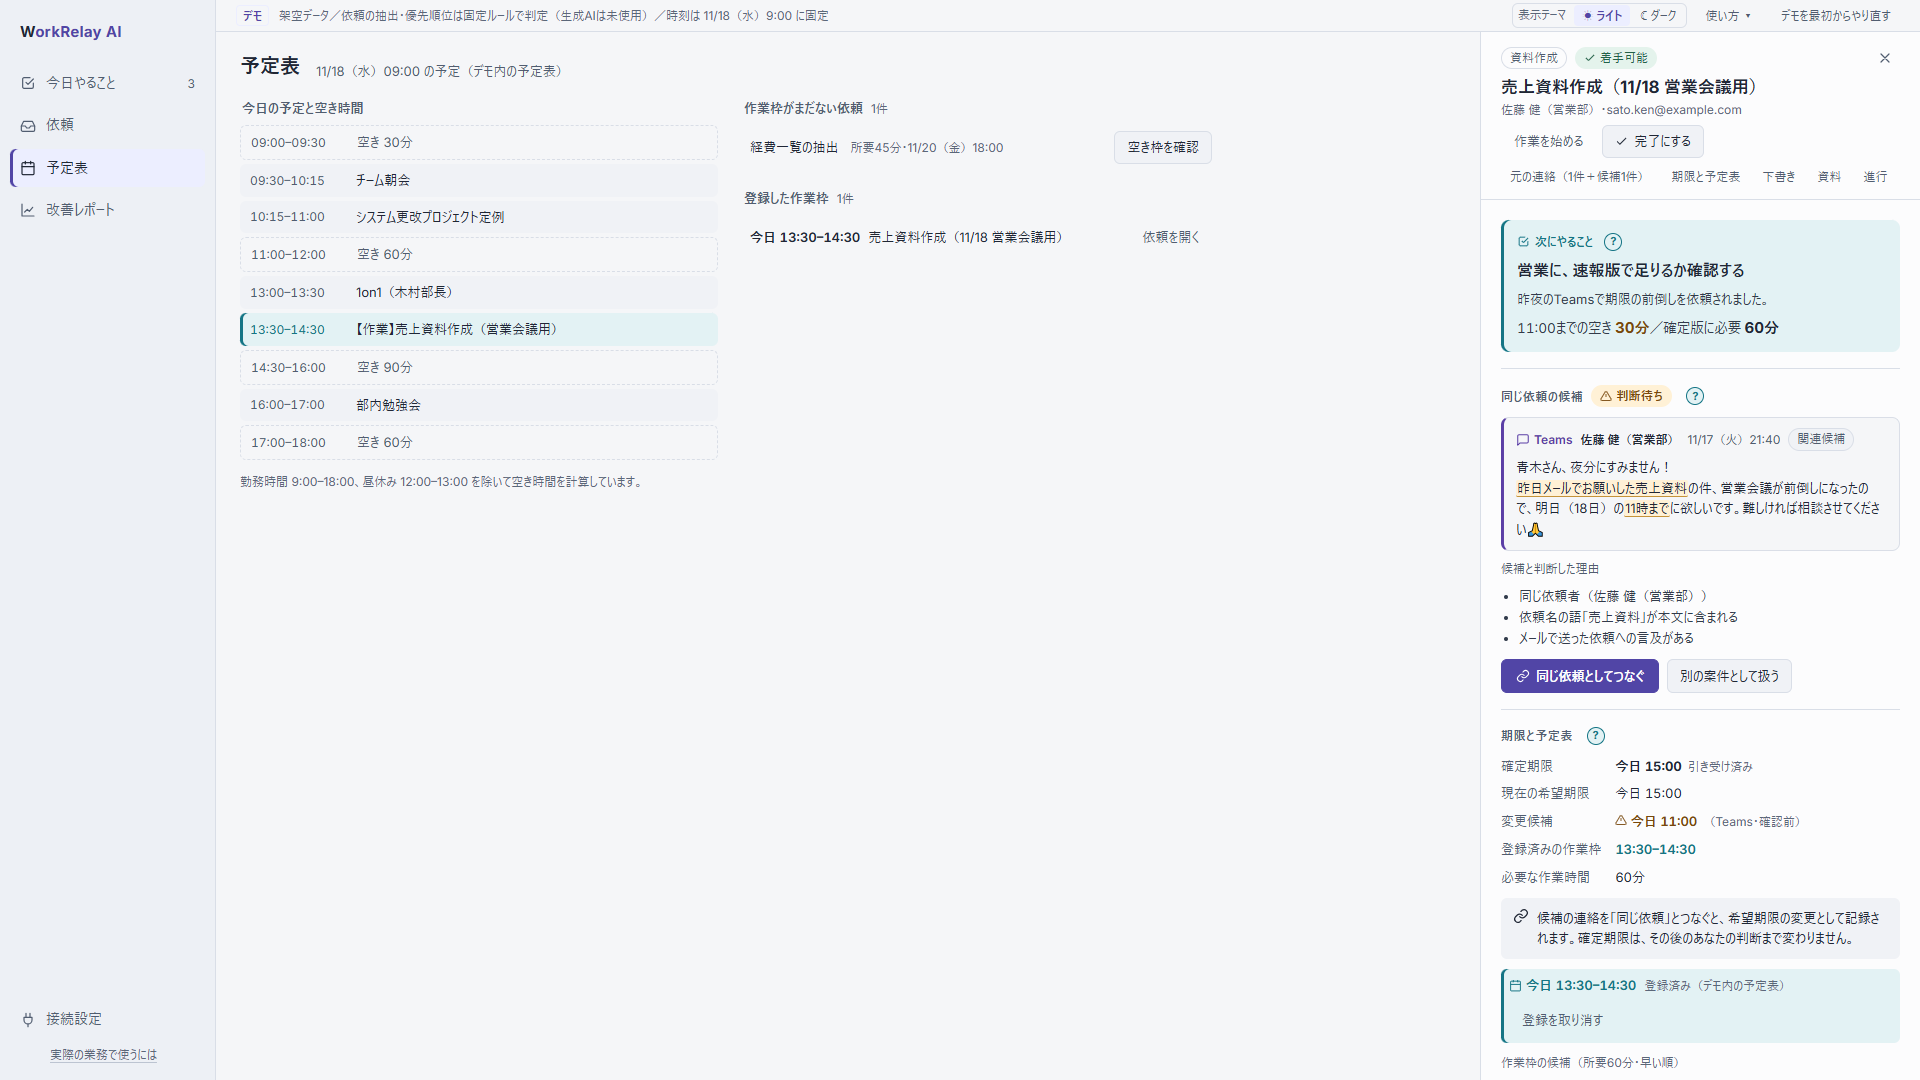 WorkRelay AI
今日やること 3
依頼
予定表
改善レポート
接続設定
実際の業務で使うには
デモ 架空データ／依頼の抽出・優先順位は固定ルールで判定（生成AIは未使用）／時刻は 11/18（水）9:00 に固定
表示テーマ ライト ダーク 使い方 ▾ デモを最初からやり直す
予定表 11/18（水）09:00 の予定（デモ内の予定表）
今日の予定と空き時間
09:00–09:30 空き 30分
09:30–10:15 チーム朝会
10:15–11:00 システム更改プロジェクト定例
11:00–12:00 空き 60分
13:00–13:30 1on1（木村部長）
13:30–14:30 【作業】売上資料作成（営業会議用）
14:30–16:00 空き 90分
16:00–17:00 部内勉強会
17:00–18:00 空き 60分
勤務時間 9:00–18:00、昼休み 12:00–13:00 を除いて空き時間を計算しています。
作業枠がまだない依頼 1件
経費一覧の抽出 所要45分・11/20（金）18:00 空き枠を確認
登録した作業枠 1件
今日 13:30–14:30 売上資料作成（11/18 営業会議用） 依頼を開く
資料作成 着手可能
売上資料作成（11/18 営業会議用）
佐藤 健（営業部）・sato.ken@example.com
作業を始める 完了にする
元の連絡（1件＋候補1件） 期限と予定表 下書き 資料 進行
次にやること ?
営業に、速報版で足りるか確認する
昨夜のTeamsで期限の前倒しを依頼されました。
11:00までの空き 30分／確定版に必要 60分
同じ依頼の候補 判断待ち ?
Teams 佐藤 健（営業部） 11/17（火）21:40 関連候補
青木さん、夜分にすみません！
昨日メールでお願いした売上資料の件、営業会議が前倒しになったの
で、明日（18日）の11時までに欲しいです。難しければ相談させてくださ
い🙏
候補と判断した理由
• 同じ依頼者（佐藤 健（営業部））
• 依頼名の語「売上資料」が本文に含まれる
• メールで送った依頼への言及がある
同じ依頼としてつなぐ 別の案件として扱う
期限と予定表 ?
確定期限 今日 15:00 引き受け済み
現在の希望期限 今日 15:00
変更候補 今日 11:00 （Teams・確認前）
登録済みの作業枠 13:30–14:30
必要な作業時間 60分
候補の連絡を「同じ依頼」とつなぐと、希望期限の変更として記録さ
れます。確定期限は、その後のあなたの判断まで変わりません。
今日 13:30–14:30 登録済み（デモ内の予定表）
登録を取り消す
作業枠の候補（所要60分・早い順）